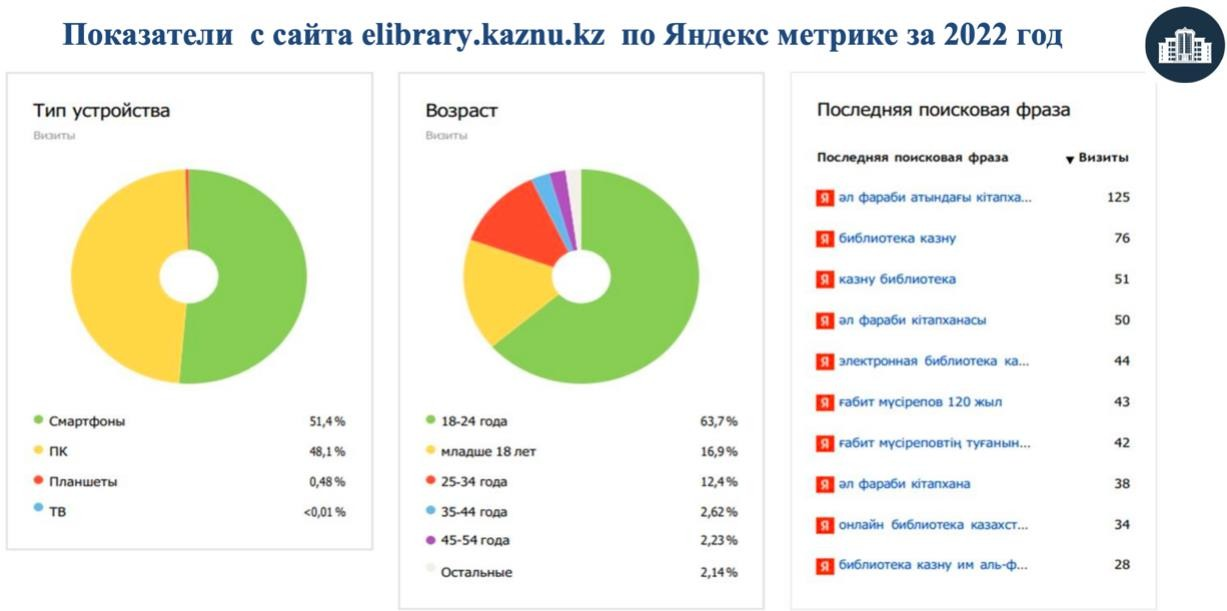 Показатели с сайта elibrary.kaznu.kz по Яндекс метрике за 2022 год
Тип устройства
Визиты
Смартфоны 51,4 %
ПК 48,1 %
Планшеты 0,48 %
ТВ <0,01 %
Возраст
Визиты
18-24 года 63,7 %
младше 18 лет 16,9 %
25-34 года 12,4 %
35-44 года 2,62 %
45-54 года 2,23 %
Остальные 2,14 %
Последняя поисковая фраза
Последняя поисковая фраза ▼ Визиты
Я әл фараби атындағы кітапха... 125
Я библиотека казну 76
Я казну библиотека 51
Я әл фараби кітапханасы 50
Я электронная библиотека ка... 44
Я ғабит мүсірепов 120 жыл 43
Я ғабит мүсіреповтің туғанын... 42
Я әл фараби кітапхана 38
Я онлайн библиотека казахст... 34
Я библиотека казну им аль-ф... 28